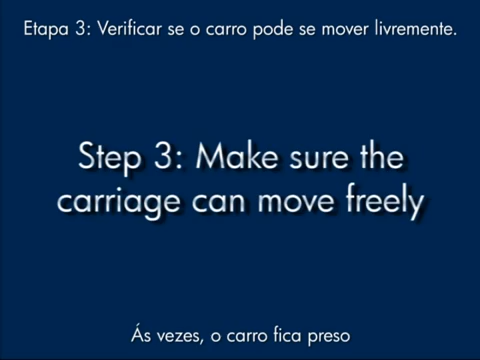 Etapa 3: Verificar se o carro pode se mover livremente.
Step 3: Make sure the
carriage can move freely
Ás vezes, o carro fica preso